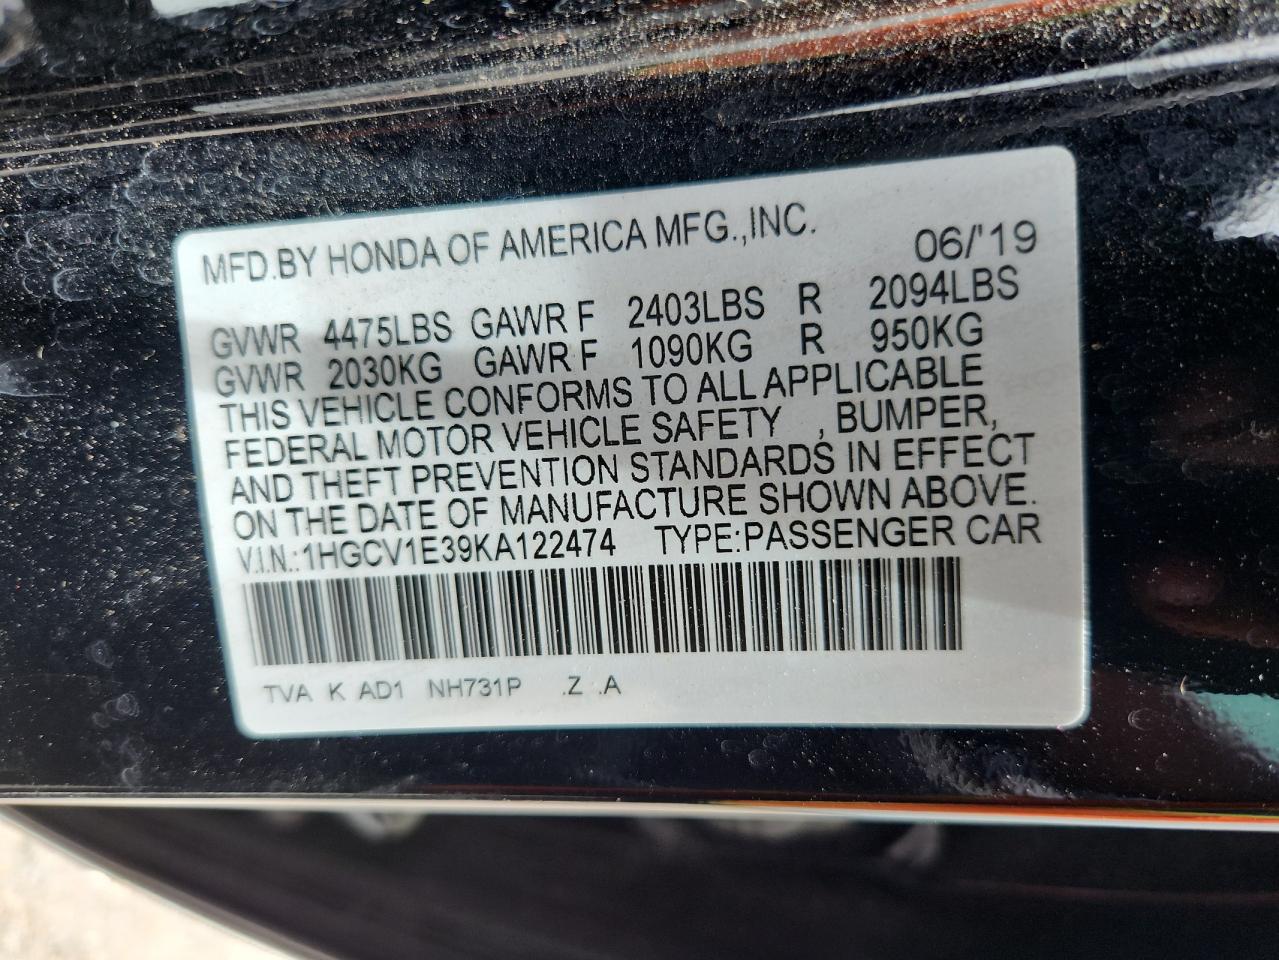 MFD.BY HONDA OF AMERICA MFG.,INC. 06/'19
GVWR 4475LBS GAWR F 2403LBS R 2094LBS
GVWR 2030KG GAWR F 1090KG R 950KG
THIS VEHICLE CONFORMS TO ALL APPLICABLE
FEDERAL MOTOR VEHICLE SAFETY , BUMPER,
AND THEFT PREVENTION STANDARDS IN EFFECT
ON THE DATE OF MANUFACTURE SHOWN ABOVE.
V.I.N.:1HGCV1E39KA122474 TYPE:PASSENGER CAR
TVA K AD1 NH731P .Z .A